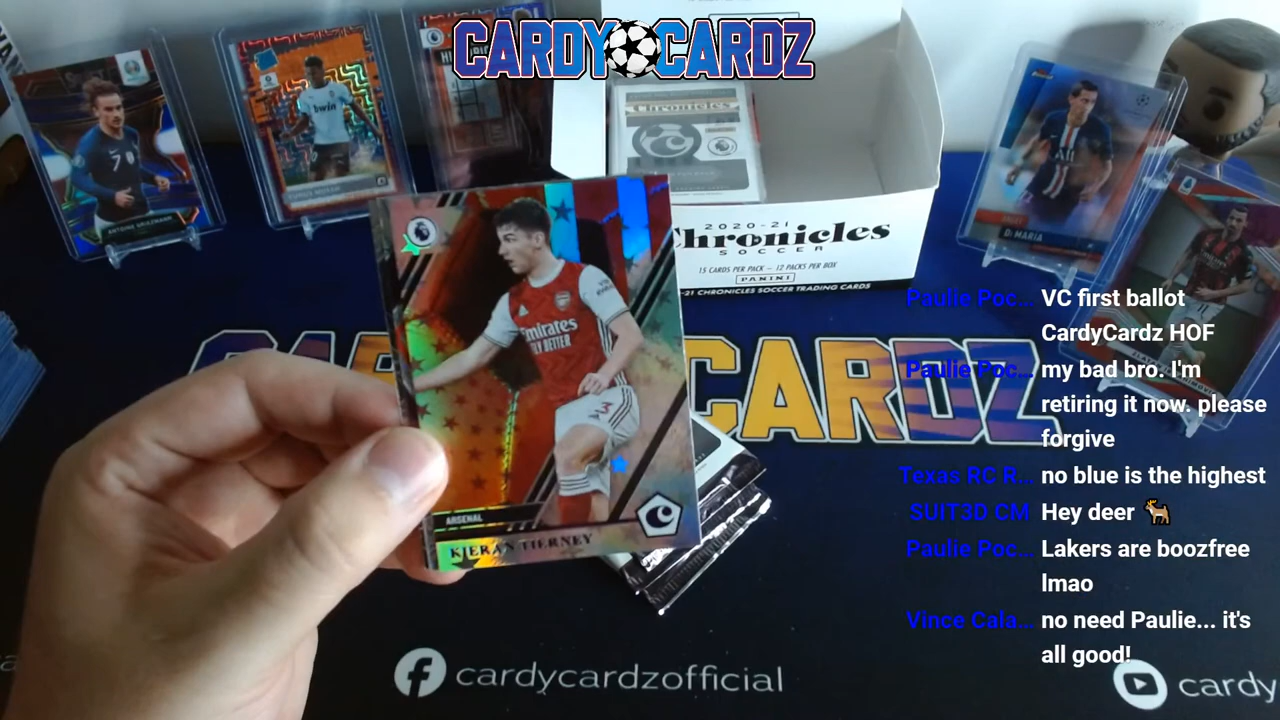 CARDY CARDZ
Chronicles
2020-21
Chronicles
SOCCER
15 CARDS PER PACK – 12 PACKS PER BOX
PANINI
-21 CHRONICLES SOCCER TRADING CARDS
7
ANTOINE GRIEZMANN
bwin
DI MARIA
Emirates
FLY BETTER
3
ARSENAL
KIERAN TIERNEY
CARDZ
Paulie Poc... VC first ballot
CardyCardz HOF
Paulie Poc... my bad bro. I'm
retiring it now. please
forgive
Texas RC R... no blue is the highest
SUIT3D CM Hey deer 🦌
Paulie Poc... Lakers are boozfree
lmao
Vince Cala... no need Paulie... it's
all good!
cardycardzofficial
cardy